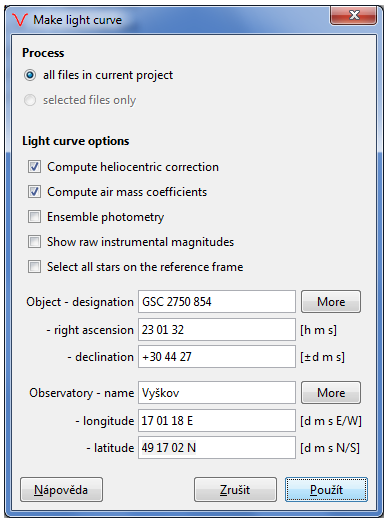 Make light curve
Process
all files in current project
selected files only
Light curve options
Compute heliocentric correction
Compute air mass coefficients
Ensemble photometry
Show raw instrumental magnitudes
Select all stars on the reference frame
Object - designation GSC 2750 854 More
- right ascension 23 01 32 [h m s]
- declination +30 44 27 [±d m s]
Observatory - name Vyškov More
- longitude 17 01 18 E [d m s E/W]
- latitude 49 17 02 N [d m s N/S]
Nápověda Zrušit Použít